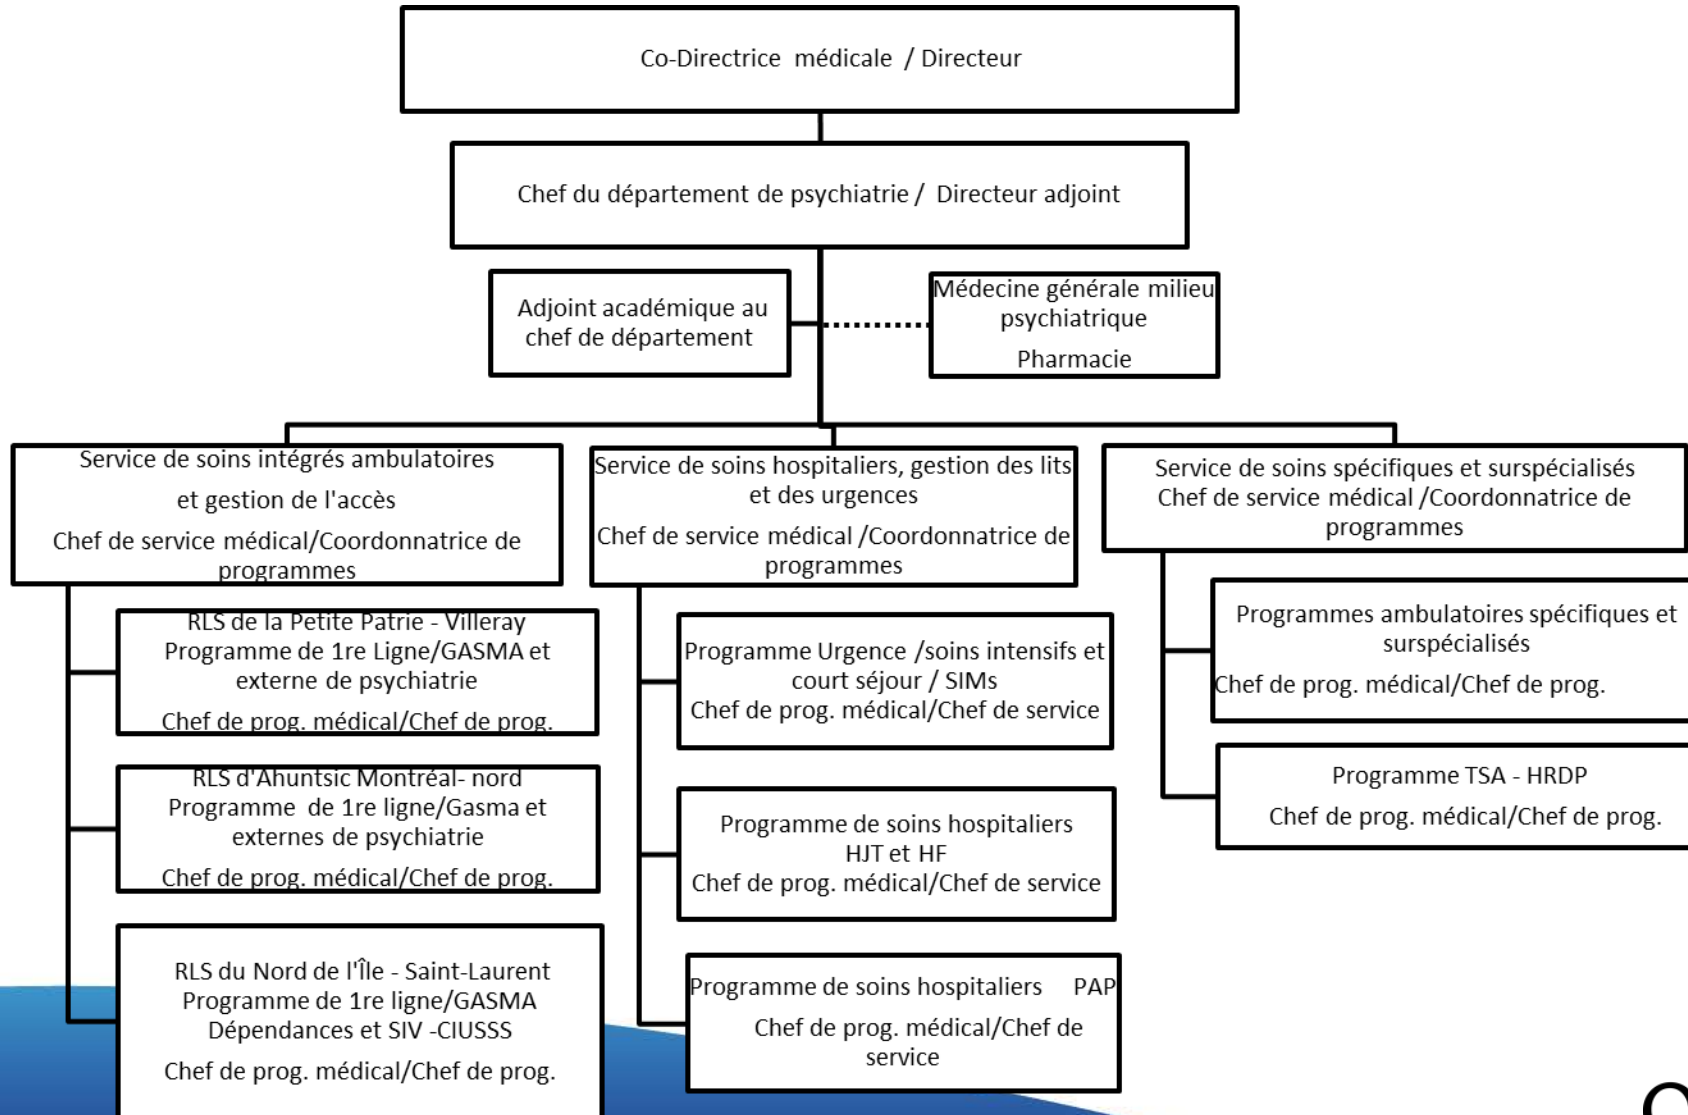 Co-Directrice médicale / Directeur
Chef du département de psychiatrie / Directeur adjoint
Adjoint académique au
chef de département
Médecine générale milieu
psychiatrique
Pharmacie
Service de soins intégrés ambulatoires
et gestion de l'accès
Chef de service médical/Coordonnatrice de
programmes
Service de soins hospitaliers, gestion des lits
et des urgences
Chef de service médical /Coordonnatrice de
programmes
Service de soins spécifiques et surspécialisés
Chef de service médical /Coordonnatrice de
programmes
RLS de la Petite Patrie - Villeray
Programme de 1re Ligne/GASMA et
externe de psychiatrie
Chef de prog. médical/Chef de prog.
RLS d'Ahuntsic Montréal- nord
Programme de 1re ligne/Gasma et
externes de psychiatrie
Chef de prog. médical/Chef de prog.
RLS du Nord de l'Île - Saint-Laurent
Programme de 1re ligne/GASMA
Dépendances et SIV -CIUSSS
Chef de prog. médical/Chef de prog.
Programme Urgence /soins intensifs et
court séjour / SIMs
Chef de prog. médical/Chef de service
Programme de soins hospitaliers
HJT et HF
Chef de prog. médical/Chef de service
Programme de soins hospitaliers PAP
Chef de prog. médical/Chef de
service
Programmes ambulatoires spécifiques et
surspécialisés
Chef de prog. médical/Chef de prog.
Programme TSA - HRDP
Chef de prog. médical/Chef de prog.